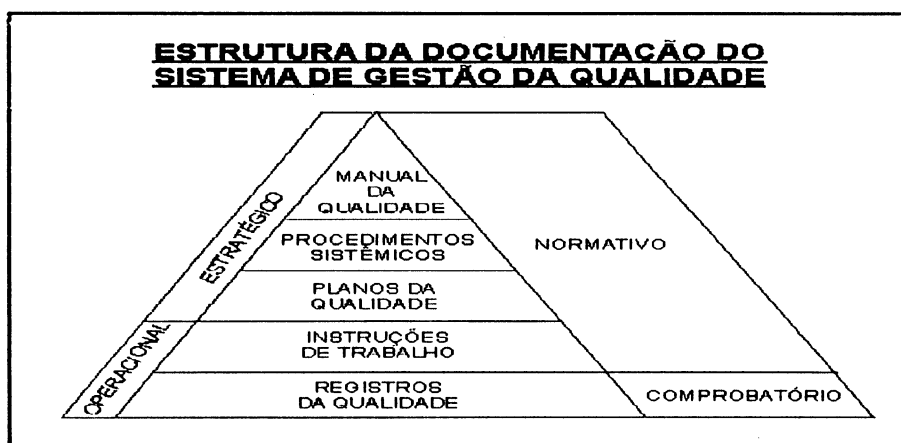 ESTRUTURA DA DOCUMENTAÇÃO DO
SISTEMA DE GESTÃO DA QUALIDADE
ESTRATÉGICO
MANUAL
DA
QUALIDADE
PROCEDIMENTOS
SISTÊMICOS
NORMATIVO
PLANOS DA
QUALIDADE
OPERACIONAL
INSTRUÇÕES
DE TRABALHO
REGISTROS
DA QUALIDADE
COMPROBATÓRIO